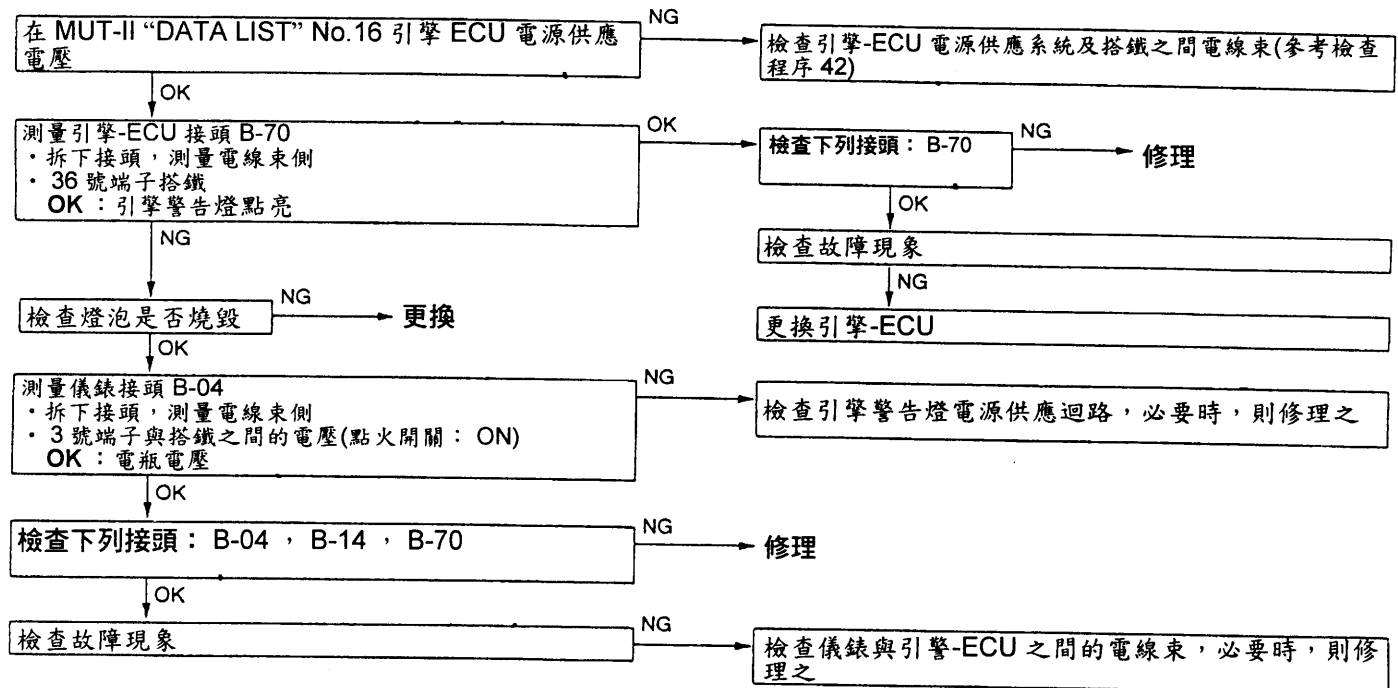 在 MUT-II “DATA LIST” No.16 引擎 ECU 電源供應
電壓
NG
檢查引擎-ECU 電源供應系統及搭鐵之間電線束(參考檢查
程序 42)
OK
測量引擎-ECU 接頭 B-70
・拆下接頭，測量電線束側
・ 36 號端子搭鐵
OK ：引擎警告燈點亮
OK
檢查下列接頭： B-70
NG
修理
OK
檢查故障現象
NG
更換引擎-ECU
NG
檢查燈泡是否燒毀
NG
更換
OK
測量儀錶接頭 B-04
・拆下接頭，測量電線束側
・ 3 號端子與搭鐵之間的電壓(點火開關： ON)
OK ：電瓶電壓
NG
檢查引擎警告燈電源供應迴路，必要時，則修理之
OK
檢查下列接頭： B-04 ， B-14 ， B-70
NG
修理
OK
檢查故障現象
NG
檢查儀錶與引警-ECU 之間的電線束，必要時，則修
理之